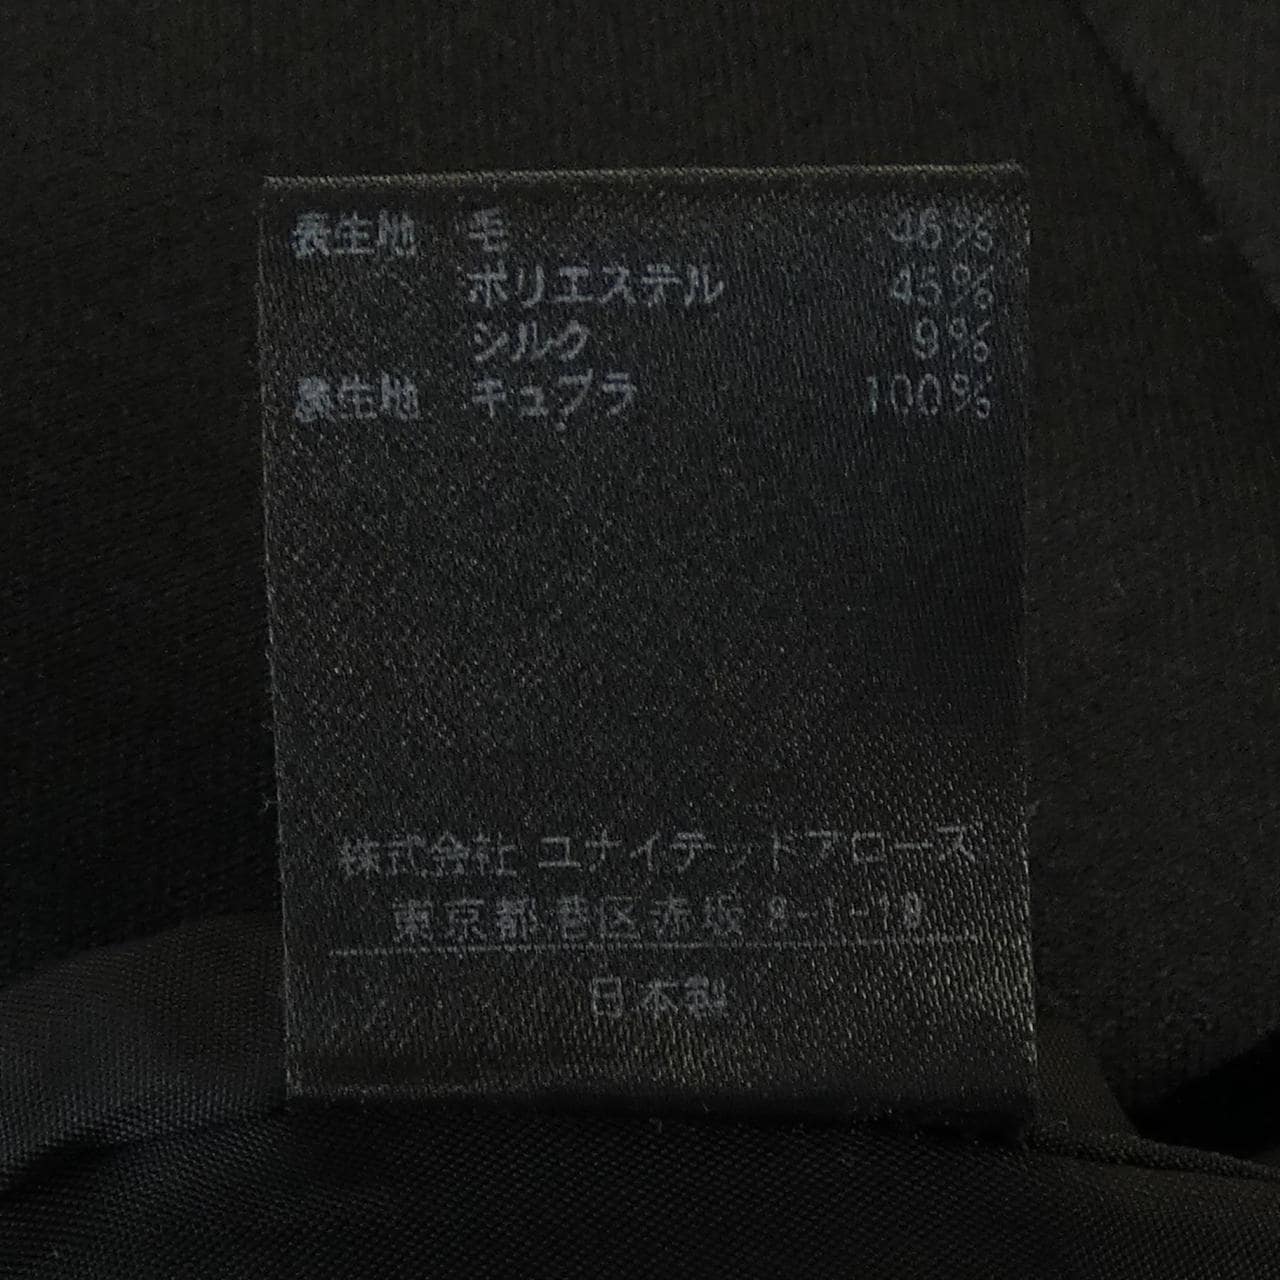 表生地 毛 46%
ポリエステル 45%
シルク 9%
裏生地 キュプラ 100%
株式会社 ユナイテッドアローズ
東京都港区赤坂 8-1-19
日本製